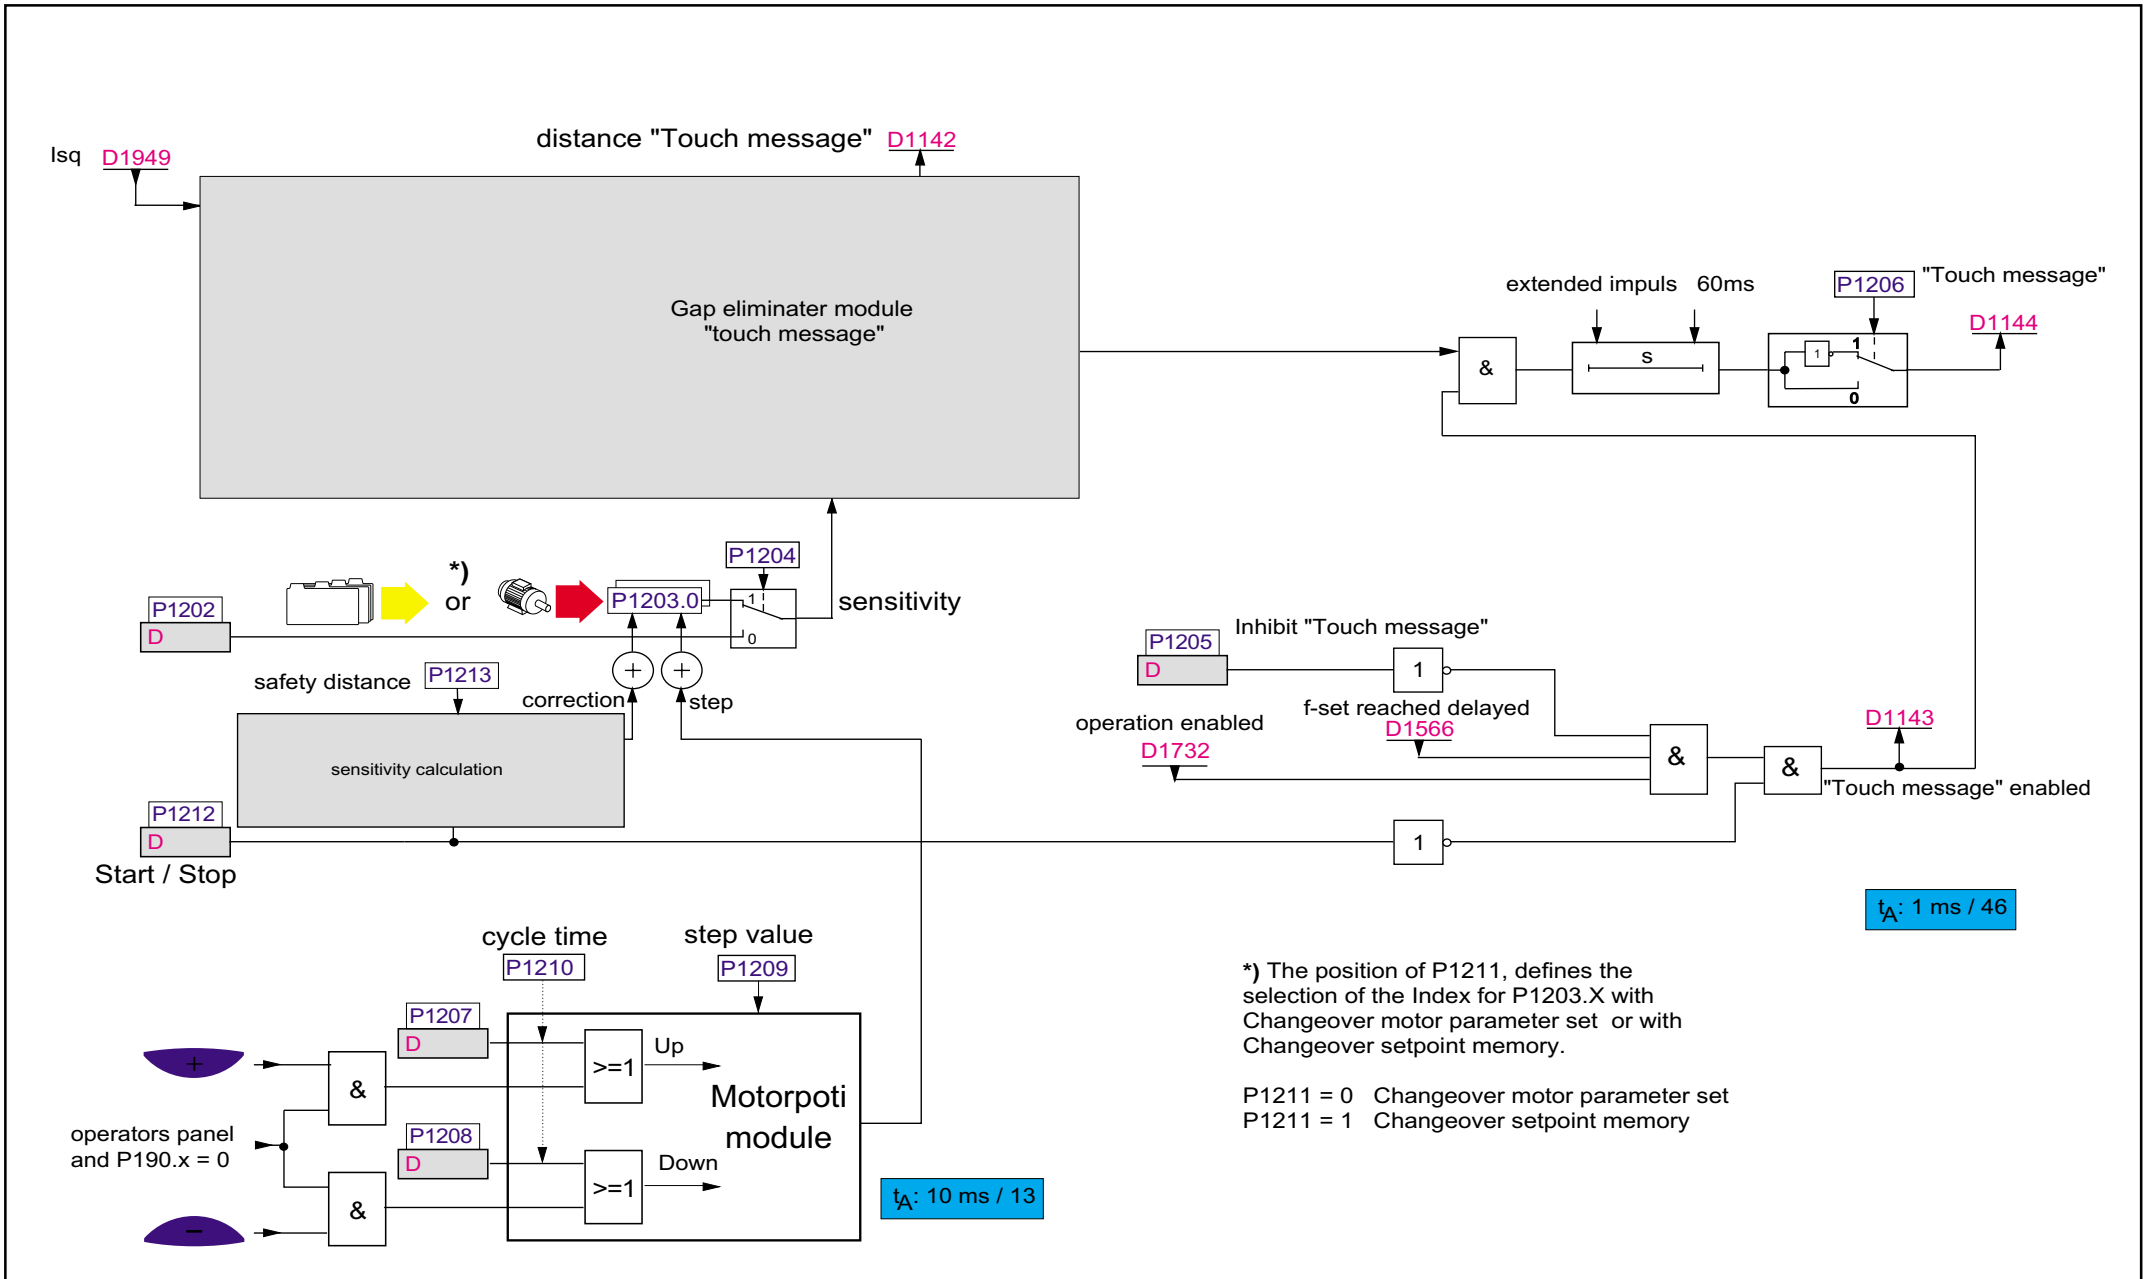 distance "Touch message" D1142
Isq D1949
Gap eliminater module
"touch message"
extended impuls 60ms
P1206
"Touch message"
D1144
&
s
1
1
0
P1204
*)
or
P1202
D
P1203.0
1
0
sensitivity
safety distance
P1213
+
+
correction
step
sensitivity calculation
P1212
D
Start / Stop
P1205
D
Inhibit "Touch message"
1
f-set reached delayed
D1566
operation enabled
D1732
&
&
D1143
"Touch message" enabled
1
tA: 1 ms / 46
cycle time
P1210
step value
P1209
P1207
D
+
&
>=1
Up
Motorpoti
module
operators panel
and P190.x = 0
P1208
D
−
&
>=1
Down
tA: 10 ms / 13
*) The position of P1211, defines the
selection of the Index for P1203.X with
Changeover motor parameter set or with
Changeover setpoint memory.
P1211 = 0 Changeover motor parameter set
P1211 = 1 Changeover setpoint memory